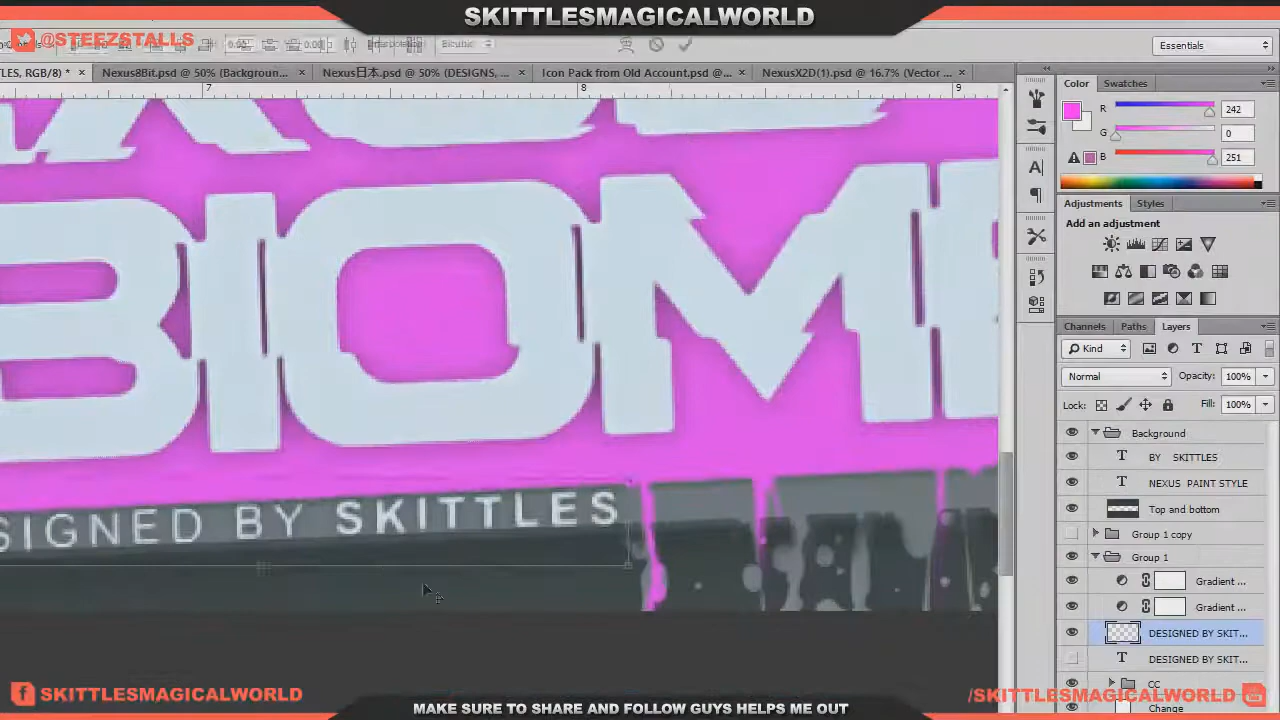 SKITTLESMAGICALWORLD
@STEEZSTALLS
Essentials
TLES, RGB/8) * ×
Nexus8Bit.psd @ 50% (Backgroun... ×
Nexus日本.psd @ 50% (DESIGNS, ... ×
Icon Pack from Old Account.psd @... ×
NexusX2D(1).psd @ 16.7% (Vector ... ×
7 8 9
Color Swatches
R 242
G 0
B 251
Adjustments Styles
Add an adjustment
Channels Paths Layers
Kind
Normal Opacity: 100%
Lock: Fill: 100%
Background
BY SKITTLES
NEXUS PAINT STYLE
Top and bottom
Group 1 copy
Group 1
Gradient ...
Gradient ...
DESIGNED BY SKIT...
DESIGNED BY SKIT...
CC
Change
BIOM
SIGNED BY SKITTLES
SKITTLESMAGICALWORLD
MAKE SURE TO SHARE AND FOLLOW GUYS HELPS ME OUT
/SKITTLESMAGICALWORLD